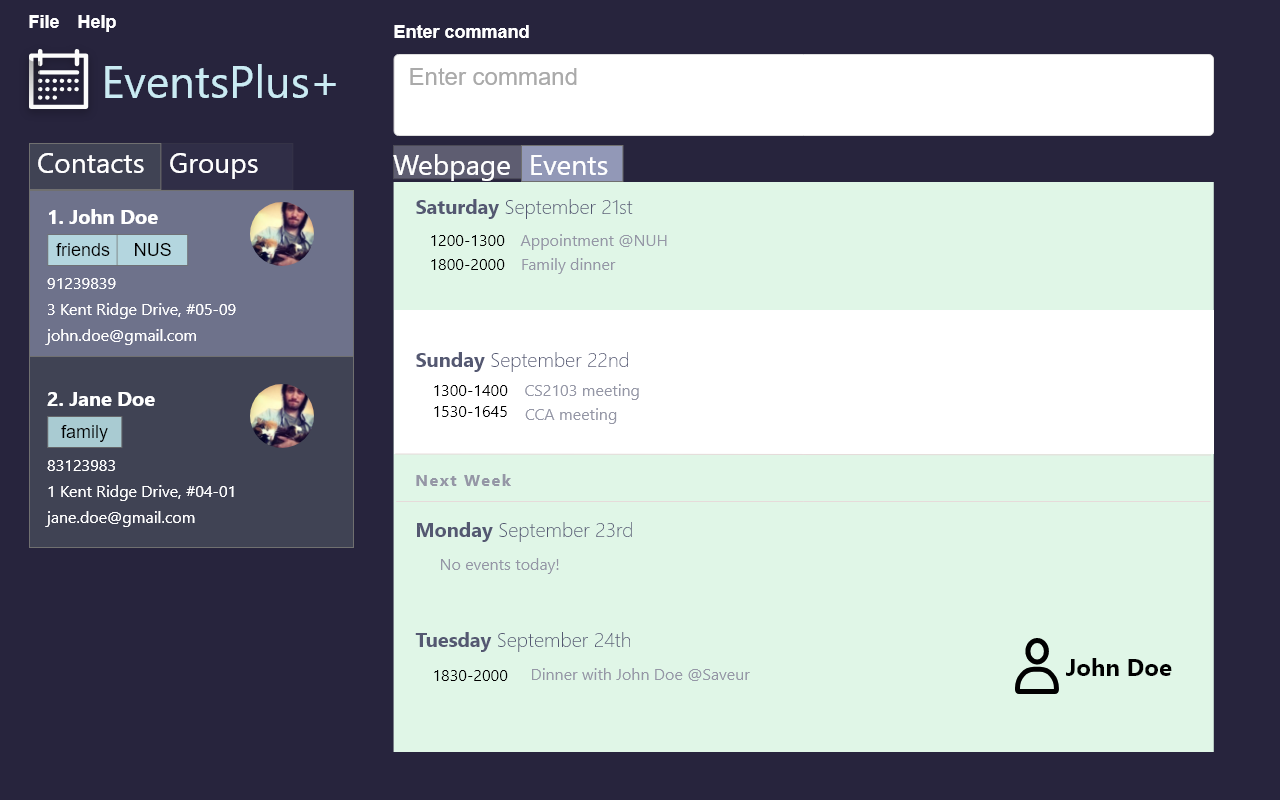 File Help
EventsPlus+
Contacts Groups
1. John Doe
friends NUS
91239839
3 Kent Ridge Drive, #05-09
john.doe@gmail.com
2. Jane Doe
family
83123983
1 Kent Ridge Drive, #04-01
jane.doe@gmail.com
Enter command
Enter command
Webpage Events
Saturday September 21st
1200-1300 Appointment @NUH
1800-2000 Family dinner
Sunday September 22nd
1300-1400 CS2103 meeting
1530-1645 CCA meeting
Next Week
Monday September 23rd
No events today!
Tuesday September 24th
1830-2000 Dinner with John Doe @Saveur
John Doe